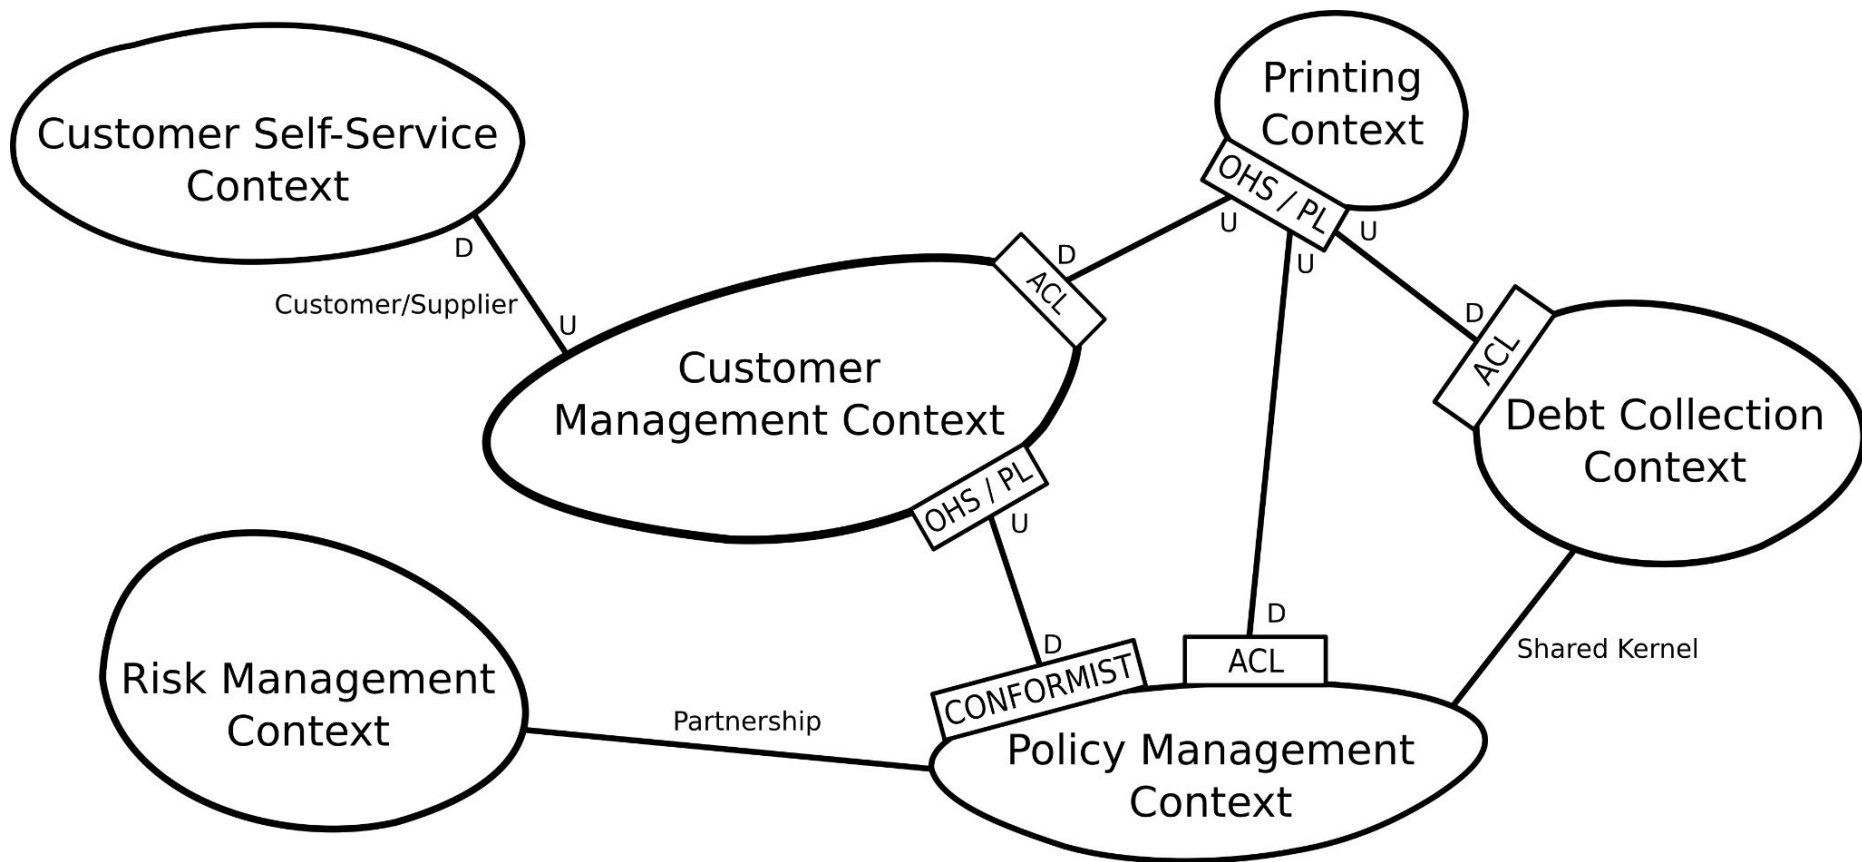 Customer Self-Service
Context
D
Customer/Supplier
U
Printing
Context
OHS / PL
U
U
U
D
ACL
Customer
Management Context
OHS / PL
U
D
ACL
Debt Collection
Context
D
CONFORMIST
D
ACL
Shared Kernel
Risk Management
Context
Partnership
Policy Management
Context